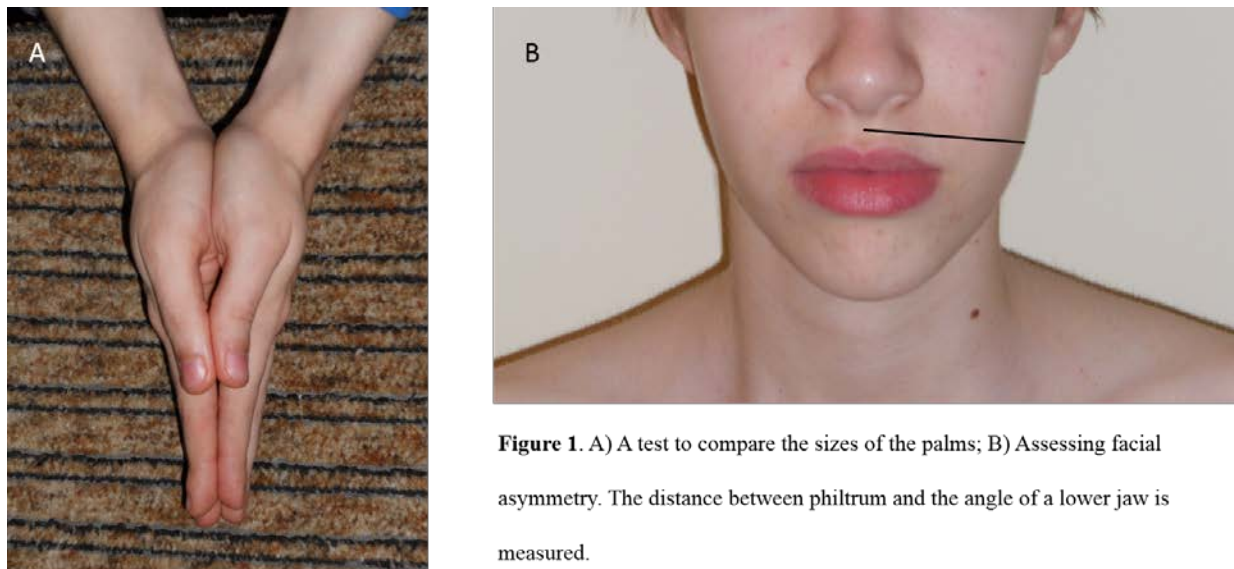 A
B
Figure 1. A) A test to compare the sizes of the palms; B) Assessing facial
asymmetry. The distance between philtrum and the angle of a lower jaw is
measured.